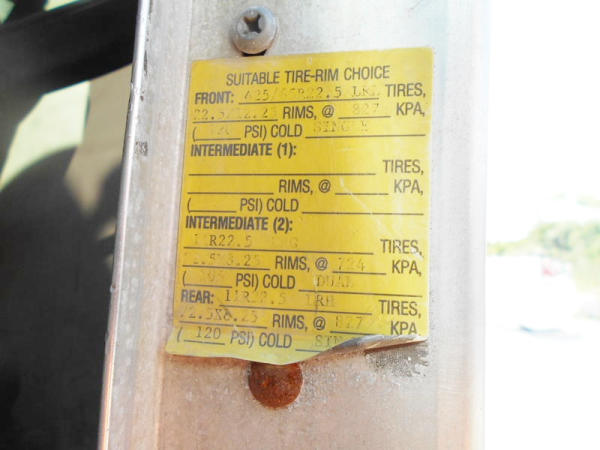 SUITABLE TIRE-RIM CHOICE
FRONT: 425/65R22.5 TIRES,
22.5X12.25 RIMS, @ 827 KPA,
( PSI) COLD SINGLE
INTERMEDIATE (1):
TIRES,
RIMS, @ KPA,
( PSI) COLD
INTERMEDIATE (2):
11R22.5 TIRES,
22.5X8.25 RIMS, @ 724 KPA,
( PSI) COLD DUAL
REAR: 11R22.5 LRH TIRES,
22.5X8.25 RIMS, @ 827 KPA,
( 120 PSI) COLD